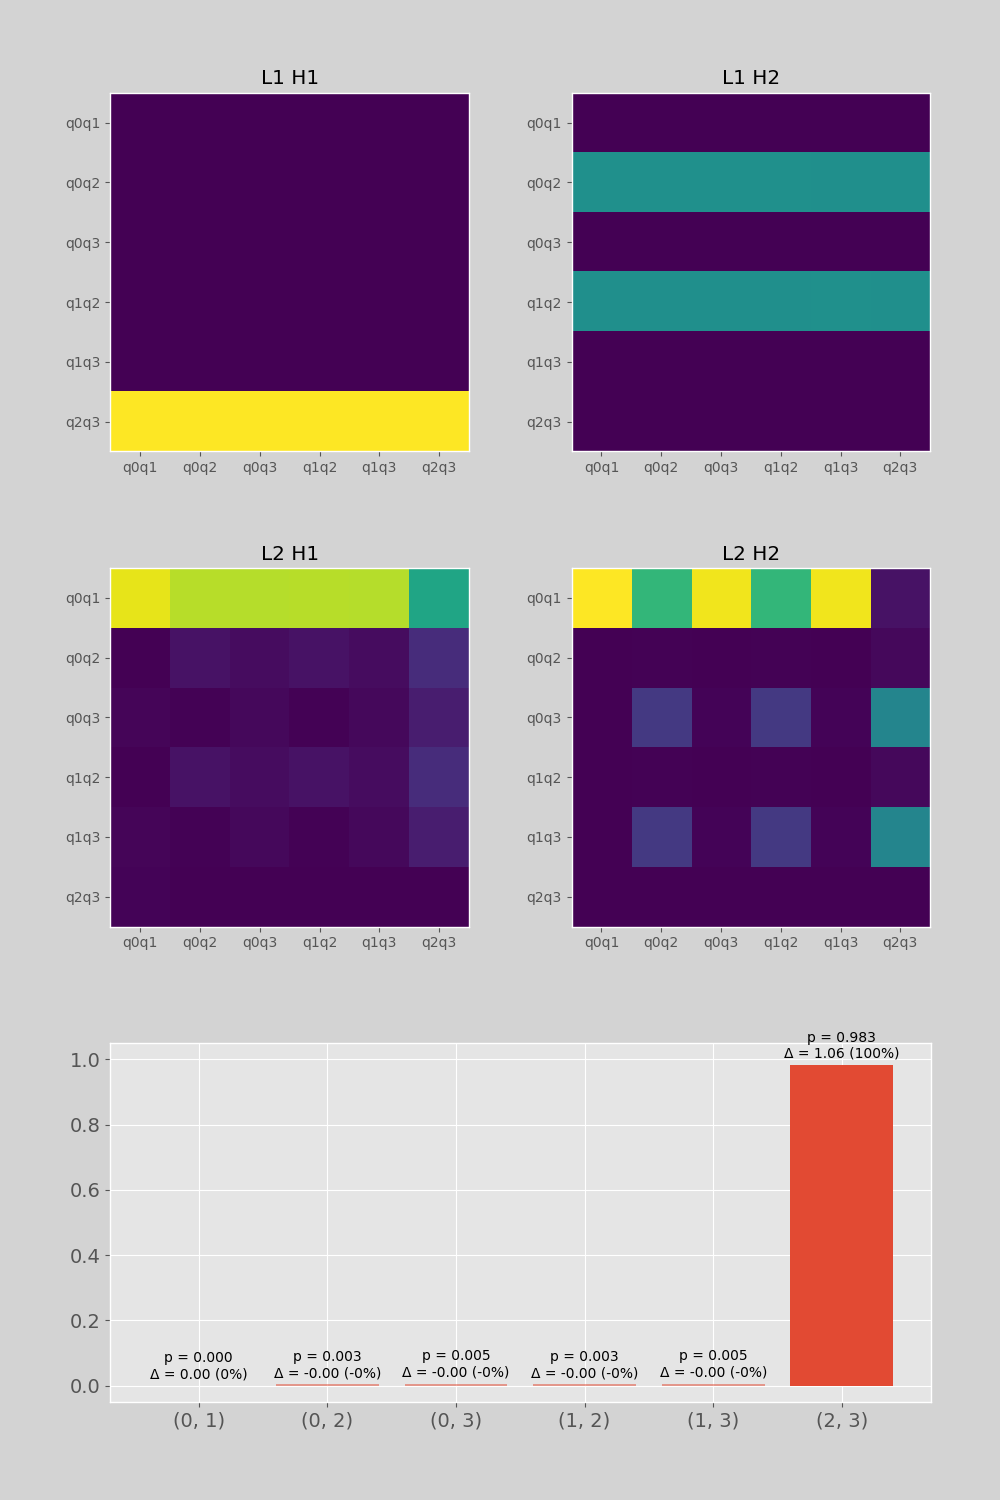 L1 H1
L1 H2
q0q1
q0q2
q0q3
q1q2
q1q3
q2q3
q0q1 q0q2 q0q3 q1q2 q1q3 q2q3
q0q1
q0q2
q0q3
q1q2
q1q3
q2q3
q0q1 q0q2 q0q3 q1q2 q1q3 q2q3
L2 H1
L2 H2
q0q1
q0q2
q0q3
q1q2
q1q3
q2q3
q0q1 q0q2 q0q3 q1q2 q1q3 q2q3
q0q1
q0q2
q0q3
q1q2
q1q3
q2q3
q0q1 q0q2 q0q3 q1q2 q1q3 q2q3
1.0
0.8
0.6
0.4
0.2
0.0
p = 0.000
Δ = 0.00 (0%)
p = 0.003
Δ = -0.00 (-0%)
p = 0.005
Δ = -0.00 (-0%)
p = 0.003
Δ = -0.00 (-0%)
p = 0.005
Δ = -0.00 (-0%)
p = 0.983
Δ = 1.06 (100%)
(0, 1) (0, 2) (0, 3) (1, 2) (1, 3) (2, 3)